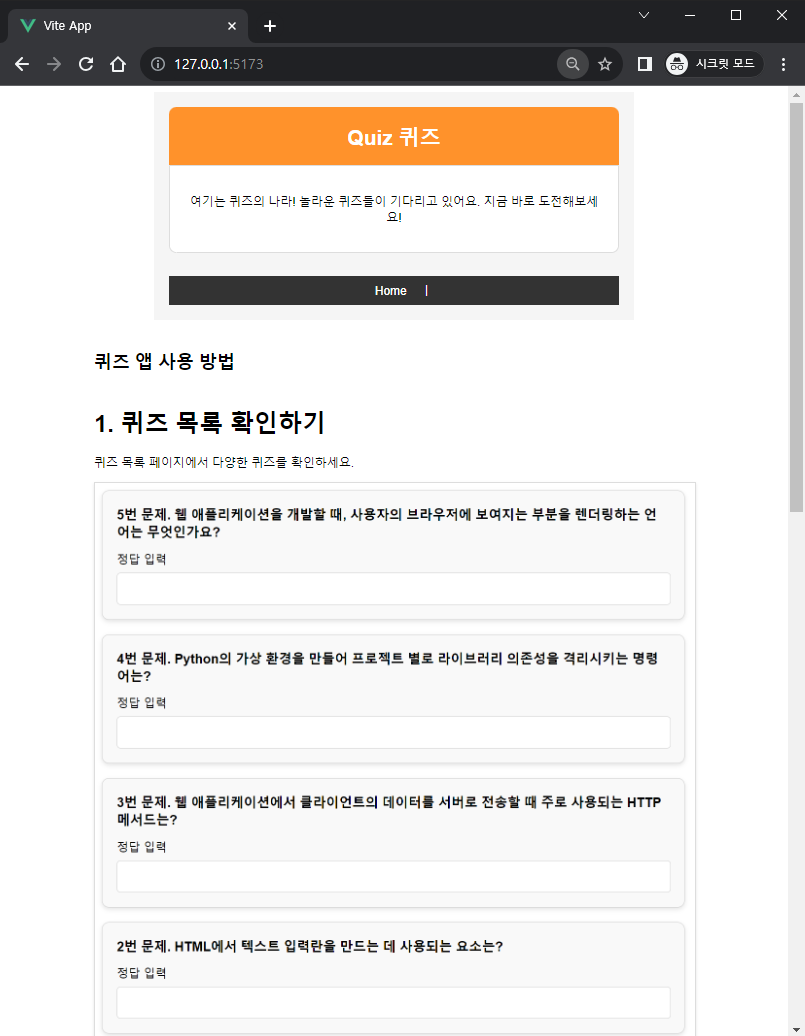 Vite App
127.0.0.1:5173
시크릿 모드
Quiz 퀴즈
여기는 퀴즈의 나라! 놀라운 퀴즈들이 기다리고 있어요. 지금 바로 도전해보세
요!
Home |
퀴즈 앱 사용 방법
1. 퀴즈 목록 확인하기
퀴즈 목록 페이지에서 다양한 퀴즈를 확인하세요.
5번 문제. 웹 애플리케이션을 개발할 때, 사용자의 브라우저에 보여지는 부분을 렌더링하는 언
어는 무엇인가요?
정답 입력
4번 문제. Python의 가상 환경을 만들어 프로젝트 별로 라이브러리 의존성을 격리시키는 명령
어는?
정답 입력
3번 문제. 웹 애플리케이션에서 클라이언트의 데이터를 서버로 전송할 때 주로 사용되는 HTTP
메서드는?
정답 입력
2번 문제. HTML에서 텍스트 입력란을 만드는 데 사용되는 요소는?
정답 입력